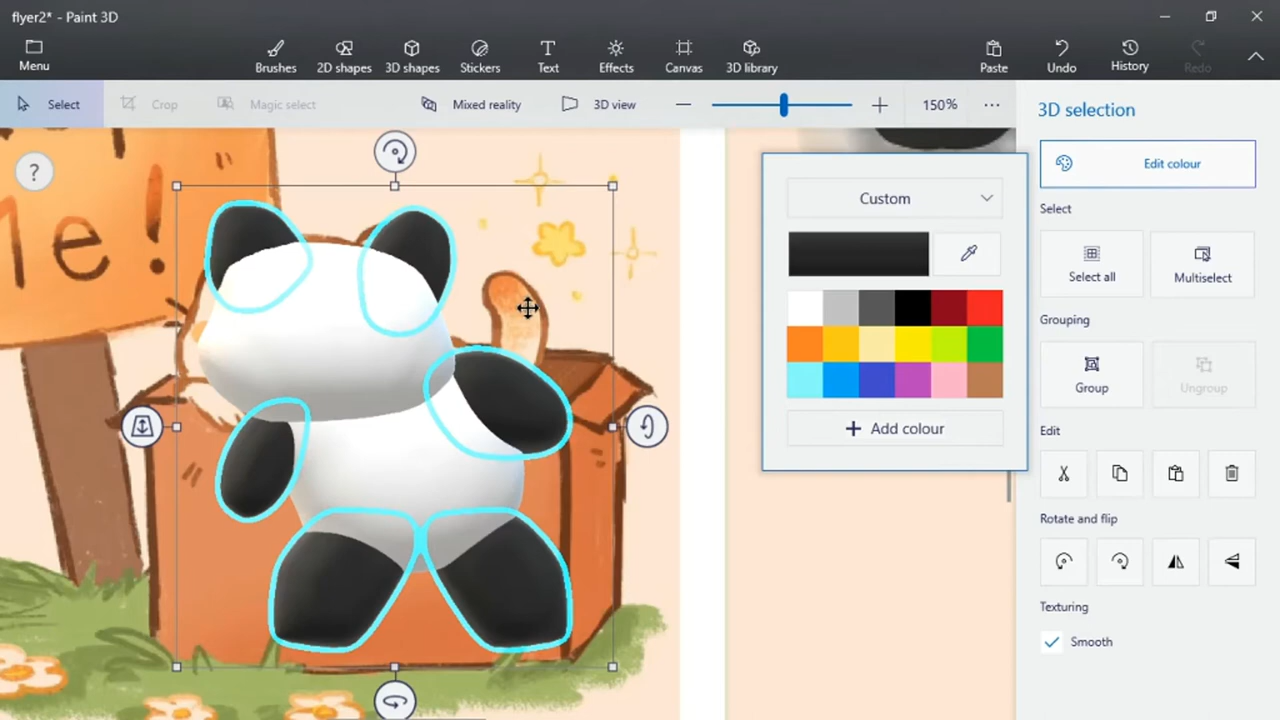 flyer2* - Paint 3D
Menu
Brushes
2D shapes
3D shapes
Stickers
Text
Effects
Canvas
3D library
Paste
Undo
History
Redo
Select
Crop
Magic select
Mixed reality
3D view
150%
?
Me!
Custom
Add colour
3D selection
Edit colour
Select
Select all
Multiselect
Grouping
Group
Ungroup
Edit
Rotate and flip
Texturing
Smooth